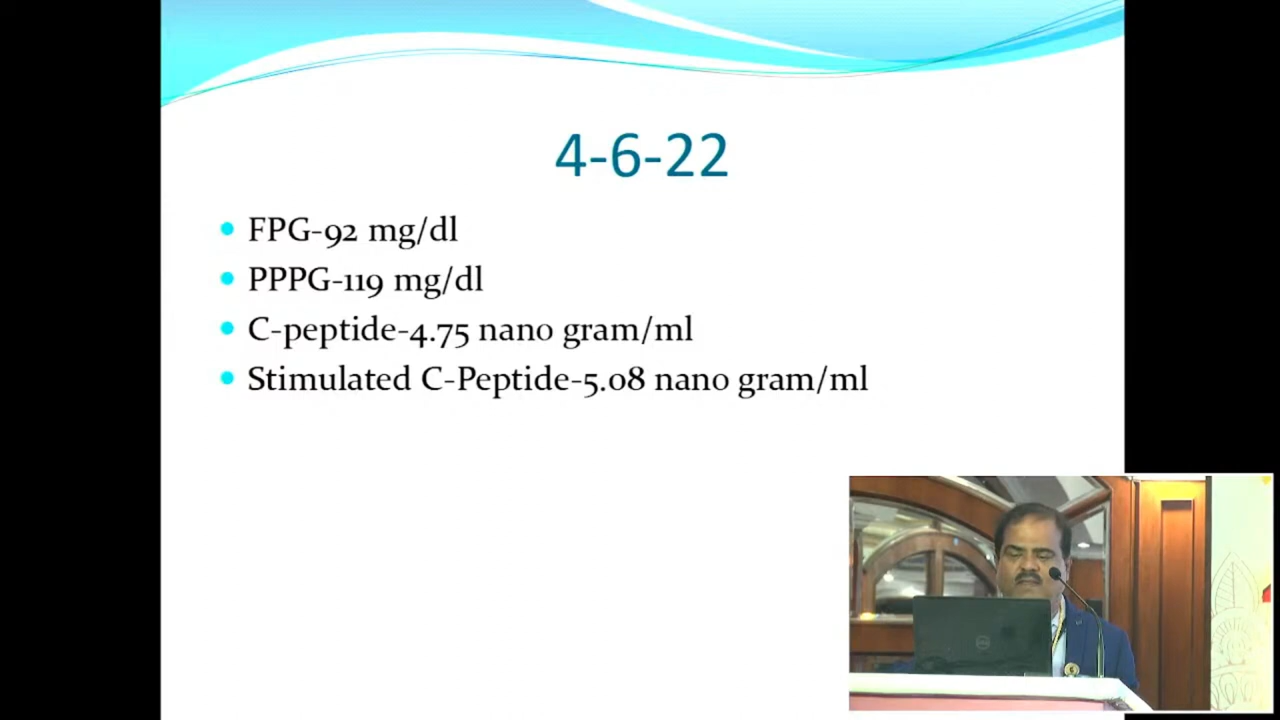 4-6-22
FPG-92 mg/dl
PPPG-119 mg/dl
C-peptide-4.75 nano gram/ml
Stimulated C-Peptide-5.08 nano gram/ml